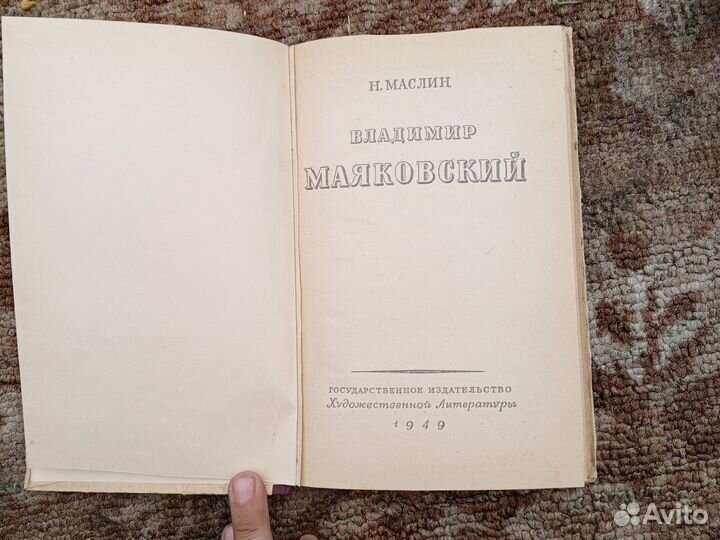 Н. МАСЛИН
ВЛАДИМИР
МАЯКОВСКИЙ
ГОСУДАРСТВЕННОЕ ИЗДАТЕЛЬСТВО
Художественной Литературы
1949
Avito